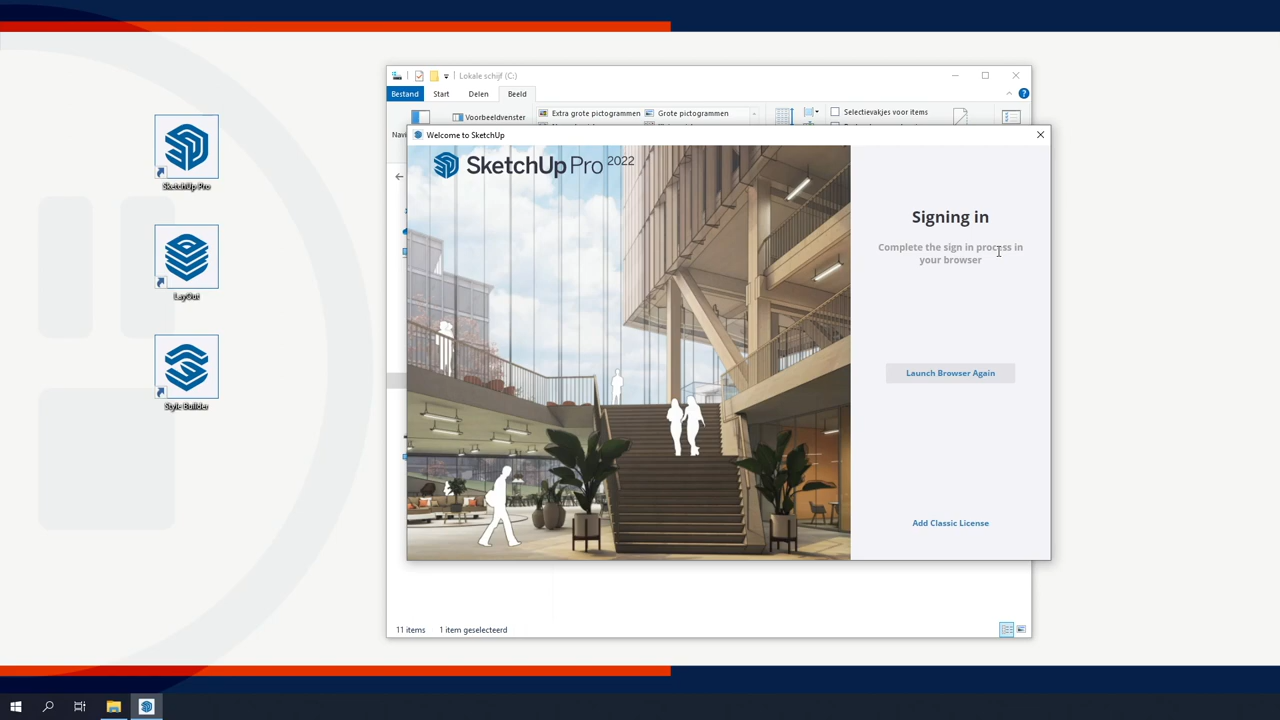 Lokale schijf (C:)
Bestand Start Delen Beeld
Voorbeeldvenster Extra grote pictogrammen Grote pictogrammen Selectievakjes voor items
Welcome to SketchUp
SketchUp Pro 2022
Signing in
Complete the sign in process in
your browser
Launch Browser Again
Add Classic License
SketchUp Pro
LayOut
Style Builder
11 items 1 item geselecteerd